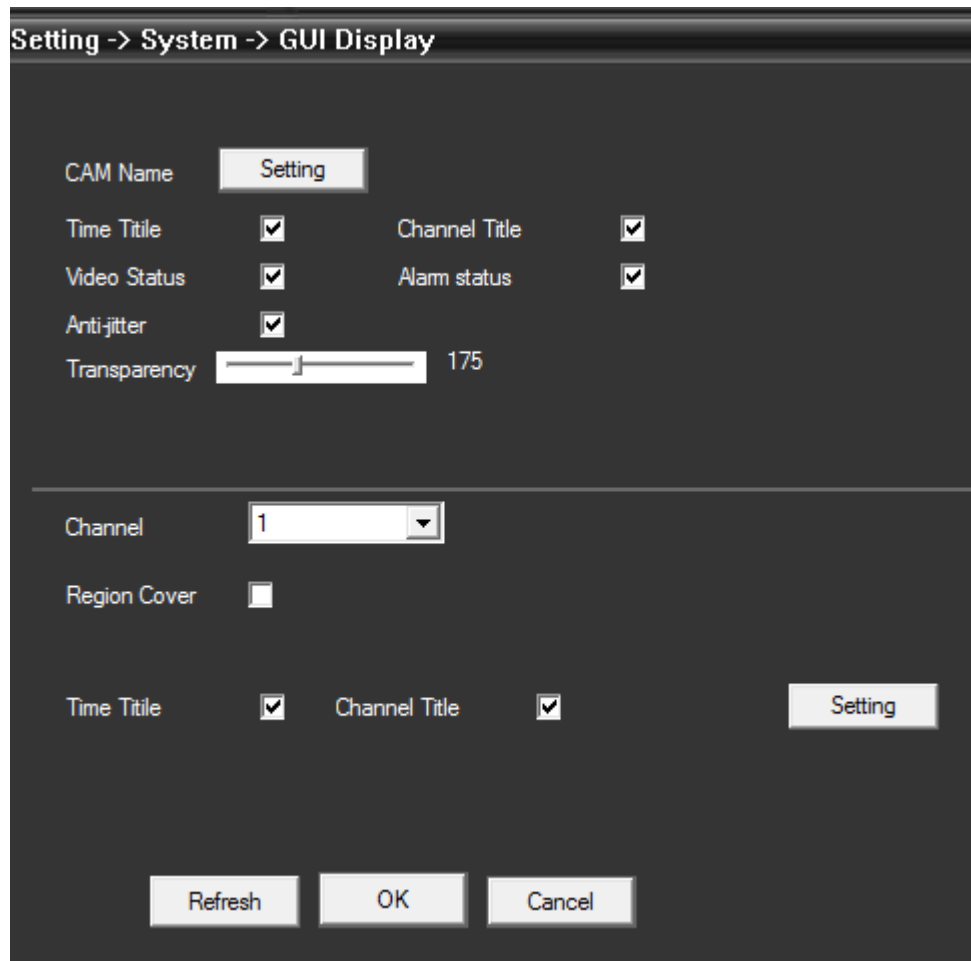 Setting -> System -> GUI Display
CAM Name Setting
Time Titile Channel Title
Video Status Alarm status
Anti-jitter
Transparency 175
Channel 1
Region Cover
Time Titile Channel Title Setting
Refresh OK Cancel